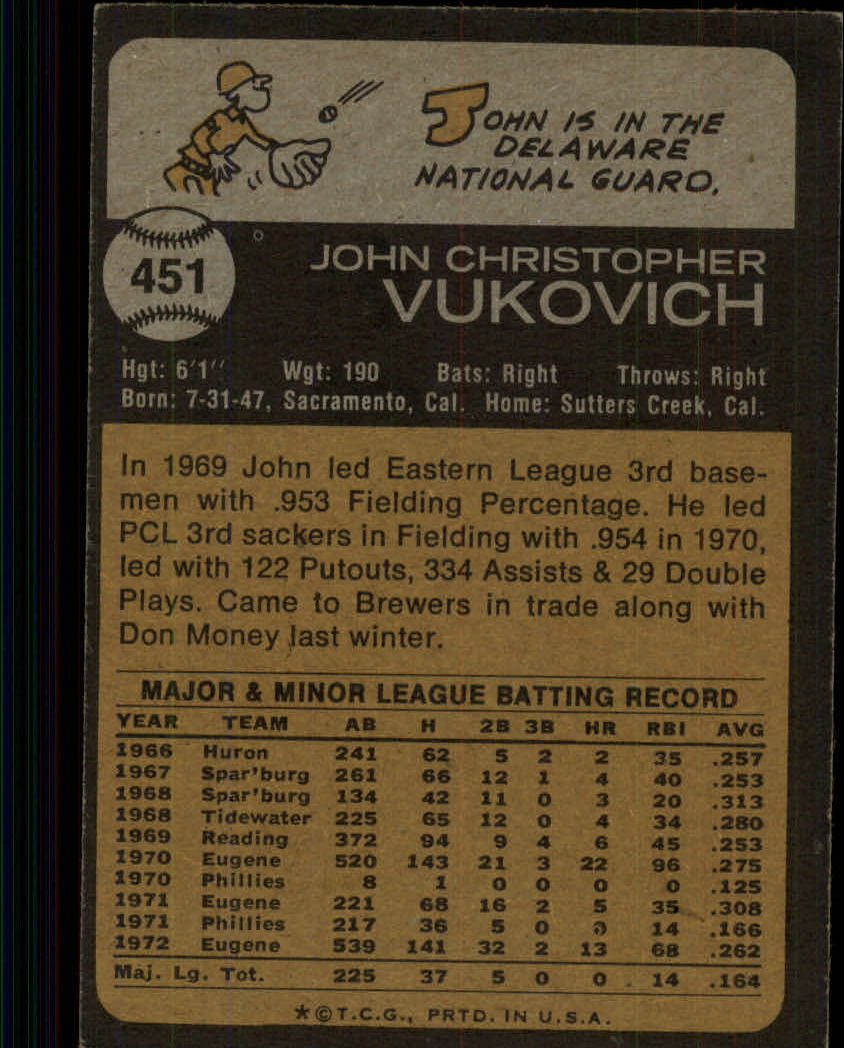 JOHN IS IN THE
DELAWARE
NATIONAL GUARD.
451
JOHN CHRISTOPHER
VUKOVICH
Hgt: 6'1" Wgt: 190 Bats: Right Throws: Right
Born: 7-31-47, Sacramento, Cal. Home: Sutters Creek, Cal.
In 1969 John led Eastern League 3rd base-
men with .953 Fielding Percentage. He led
PCL 3rd sackers in Fielding with .954 in 1970,
led with 122 Putouts, 334 Assists & 29 Double
Plays. Came to Brewers in trade along with
Don Money last winter.
MAJOR & MINOR LEAGUE BATTING RECORD
YEAR TEAM AB H 2B 3B HR RBI AVG
1966 Huron 241 62 5 2 2 35 .257
1967 Spar'burg 261 66 12 1 4 40 .253
1968 Spar'burg 134 42 11 0 3 20 .313
1968 Tidewater 225 65 12 0 4 34 .280
1969 Reading 372 94 9 4 6 45 .253
1970 Eugene 520 143 21 3 22 96 .275
1970 Phillies 8 1 0 0 0 0 .125
1971 Eugene 221 68 16 2 5 35 .308
1971 Phillies 217 36 5 0 0 14 .166
1972 Eugene 539 141 32 2 13 68 .262
Maj. Lg. Tot. 225 37 5 0 0 14 .164
*©T.C.G., PRTD. IN U.S.A.